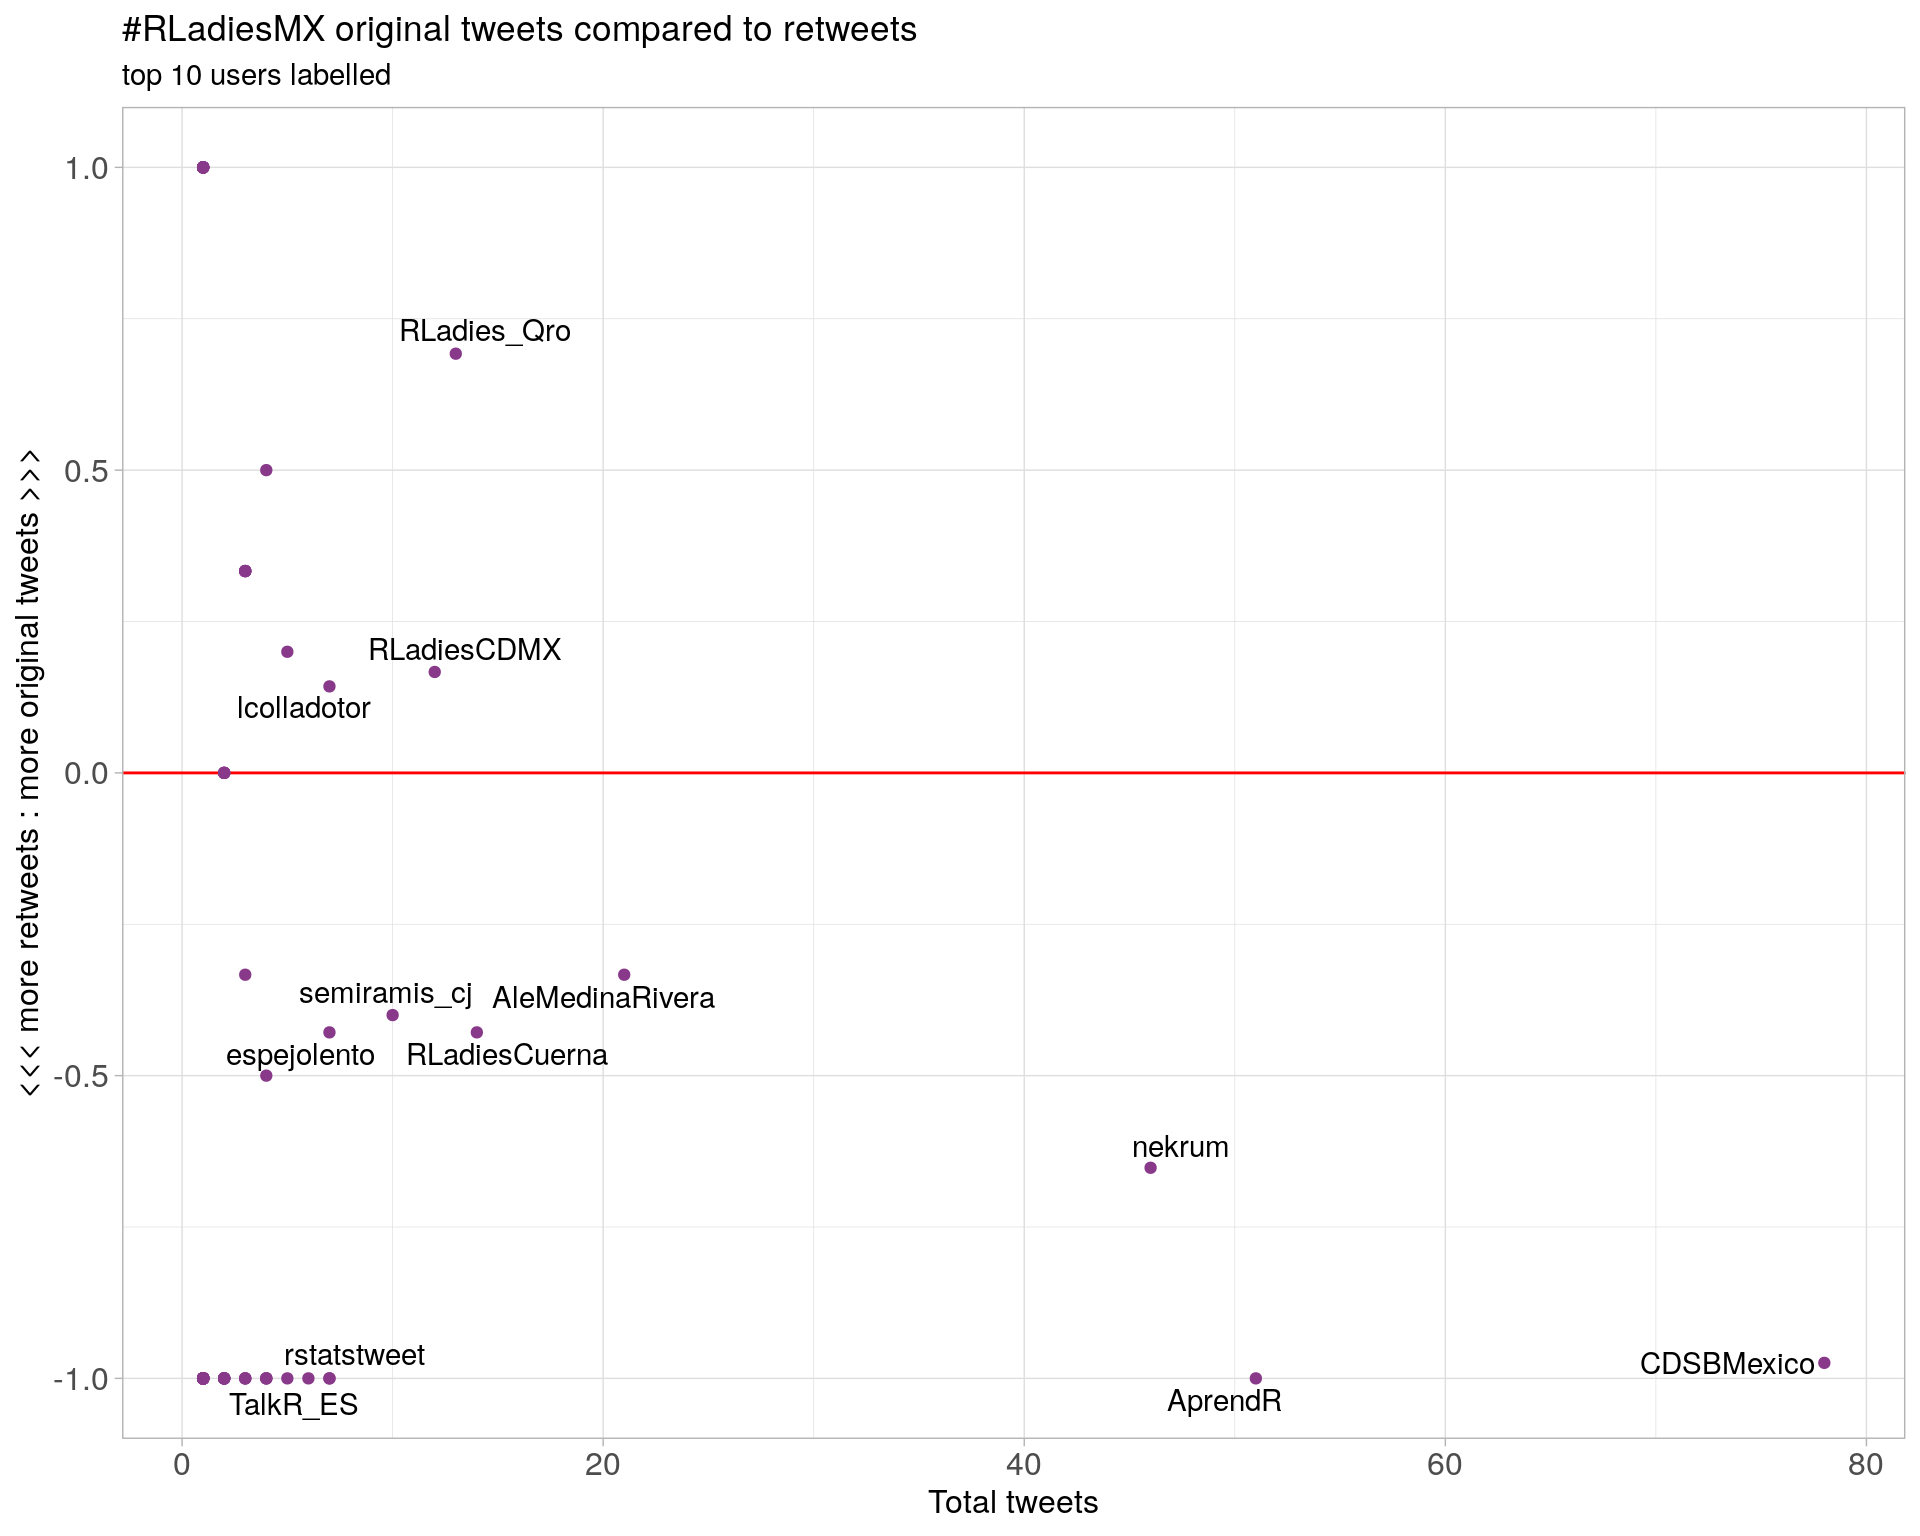 #RLadiesMX original tweets compared to retweets
top 10 users labelled
<<< more retweets : more original tweets >>>
1.0
0.5
0.0
-0.5
-1.0
RLadies_Qro
RLadiesCDMX
lcolladotor
semiramis_cj
AleMedinaRivera
espejolento
RLadiesCuerna
nekrum
rstatstweet
CDSBMexico
TalkR_ES
AprendR
0
20
40
60
80
Total tweets